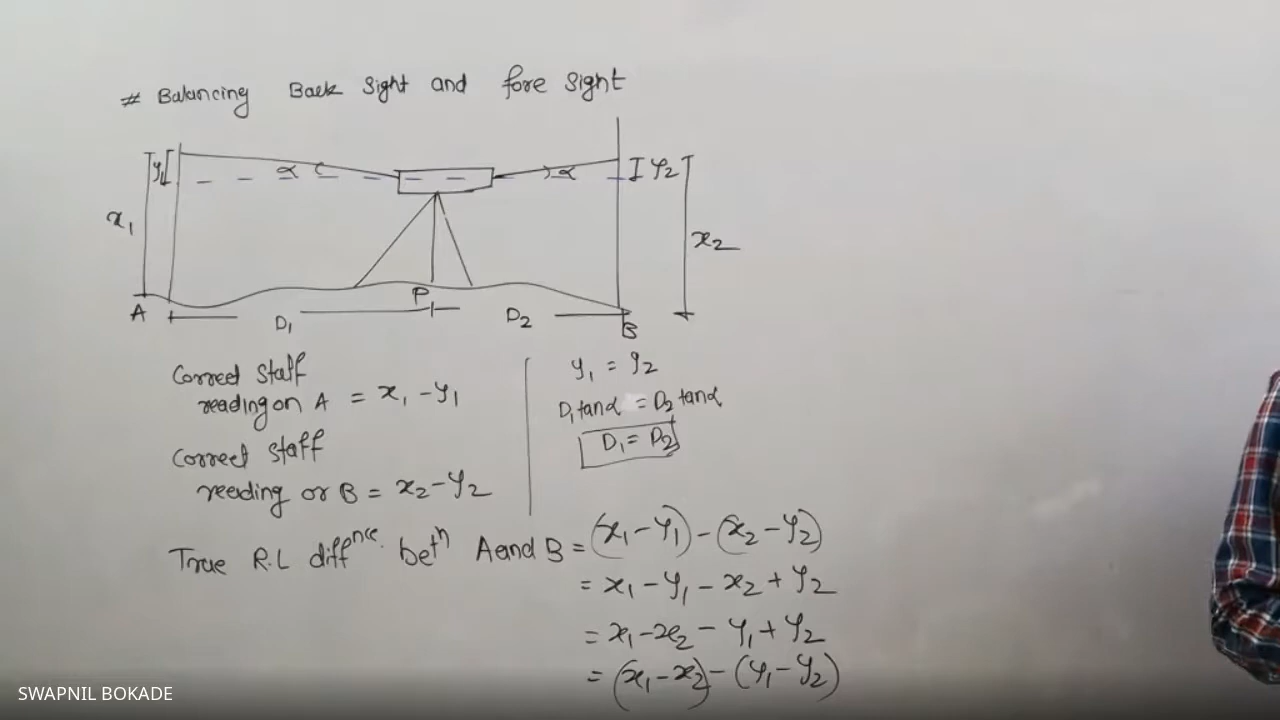 # Balancing Back Sight and fore sight
y₁
α
α
y₂
x₁
x₂
A
P
B
D₁
D₂
Correct staff
reading on A = x₁ - y₁
Correct staff
reading or B = x₂ - y₂
y₁ = y₂
D₁ tanα = D₂ tanα
D₁ = D₂
True R.L diffnce. betn A and B = (x₁ - y₁) - (x₂ - y₂)
= x₁ - y₁ - x₂ + y₂
= x₁ - x₂ - y₁ + y₂
= (x₁ - x₂) - (y₁ - y₂)
SWAPNIL BOKADE